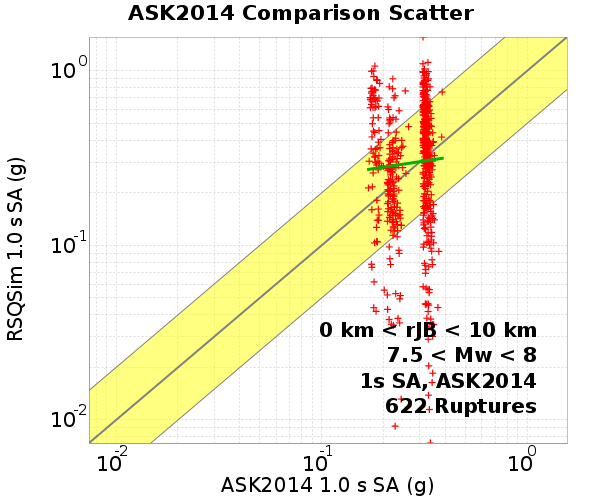 ASK2014 Comparison Scatter
RSQSim 1.0 s SA (g)
10^0
10^-1
10^-2
0 km < rJB < 10 km
7.5 < Mw < 8
1s SA, ASK2014
622 Ruptures
10^-2 10^-1 10^0
ASK2014 1.0 s SA (g)